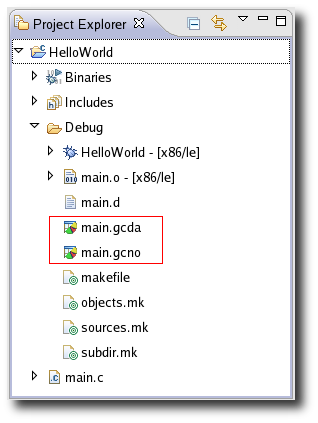 Project Explorer
HelloWorld
Binaries
Includes
Debug
HelloWorld - [x86/le]
main.o - [x86/le]
main.d
main.gcda
main.gcno
makefile
objects.mk
sources.mk
subdir.mk
main.c